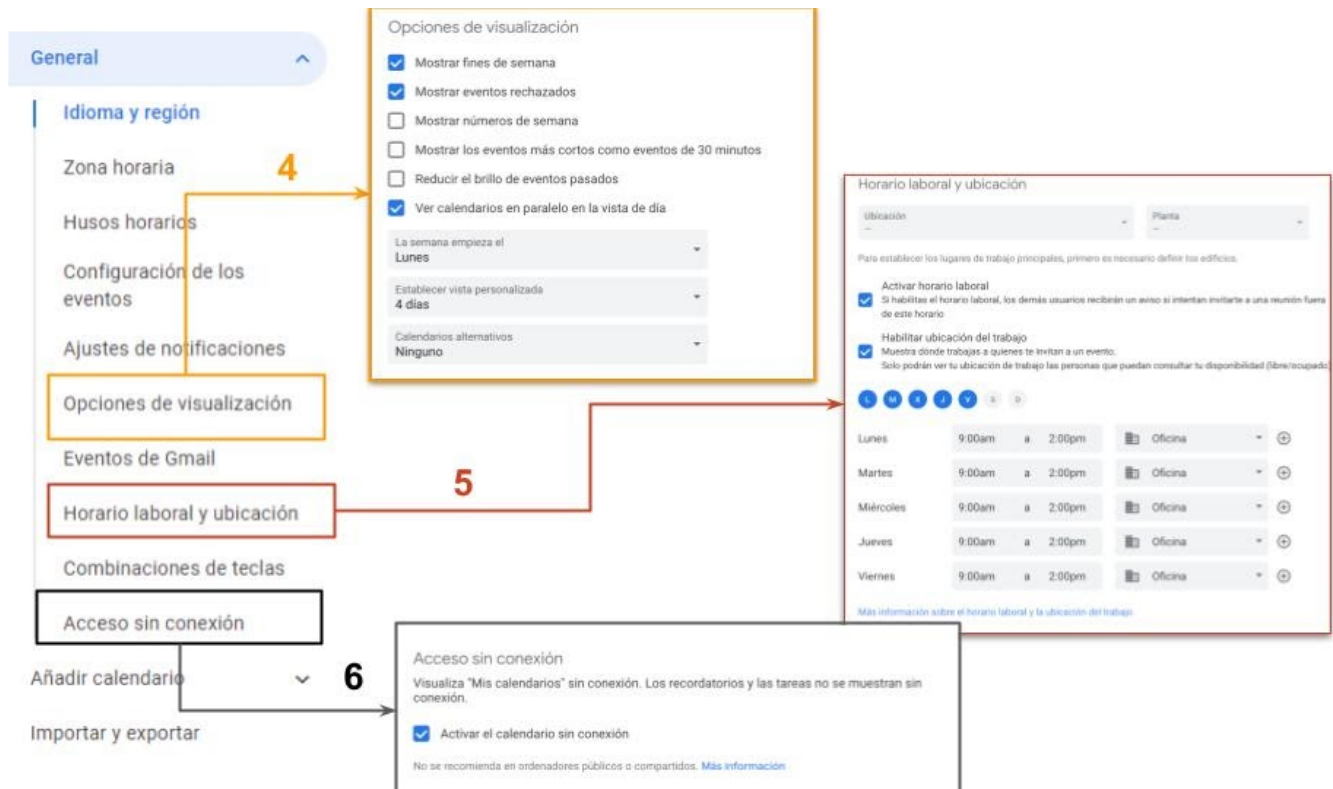 General
Idioma y región
Zona horaria
Husos horarios
Configuración de los
eventos
Ajustes de notificaciones
Opciones de visualización
Eventos de Gmail
Horario laboral y ubicación
Combinaciones de teclas
Acceso sin conexión
Añadir calendario
Importar y exportar
4
Opciones de visualización
Mostrar fines de semana
Mostrar eventos rechazados
Mostrar números de semana
Mostrar los eventos más cortos como eventos de 30 minutos
Reducir el brillo de eventos pasados
Ver calendarios en paralelo en la vista de día
La semana empieza el
Lunes
Establecer vista personalizada
4 días
Calendarios alternativos
Ninguno
5
Horario laboral y ubicación
Ubicación
–
Planta
–
Para establecer los lugares de trabajo principales, primero es necesario definir los edificios.
Activar horario laboral
Si habilitas el horario laboral, los demás usuarios recibirán un aviso si intentan invitarte a una reunión fuera
de este horario
Habilitar ubicación del trabajo
Muestra dónde trabajas a quienes te invitan a un evento.
Solo podrán ver tu ubicación de trabajo las personas que puedan consultar tu disponibilidad (libre/ocupado)
L M X J V S D
Lunes 9:00am a 2:00pm Oficina
Martes 9:00am a 2:00pm Oficina
Miércoles 9:00am a 2:00pm Oficina
Jueves 9:00am a 2:00pm Oficina
Viernes 9:00am a 2:00pm Oficina
Más información sobre el horario laboral y la ubicación del trabajo
6
Acceso sin conexión
Visualiza "Mis calendarios" sin conexión. Los recordatorios y las tareas no se muestran sin
conexión.
Activar el calendario sin conexión
No se recomienda en ordenadores públicos o compartidos. Más información